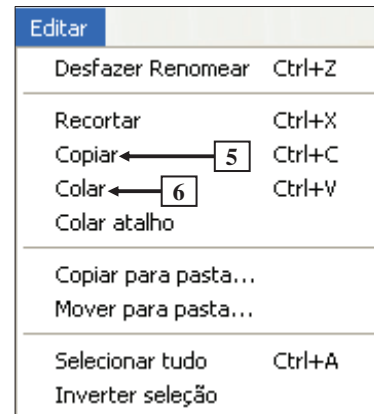 Editar
Desfazer Renomear Ctrl+Z
Recortar Ctrl+X
Copiar 5 Ctrl+C
Colar 6 Ctrl+V
Colar atalho
Copiar para pasta...
Mover para pasta...
Selecionar tudo Ctrl+A
Inverter seleção